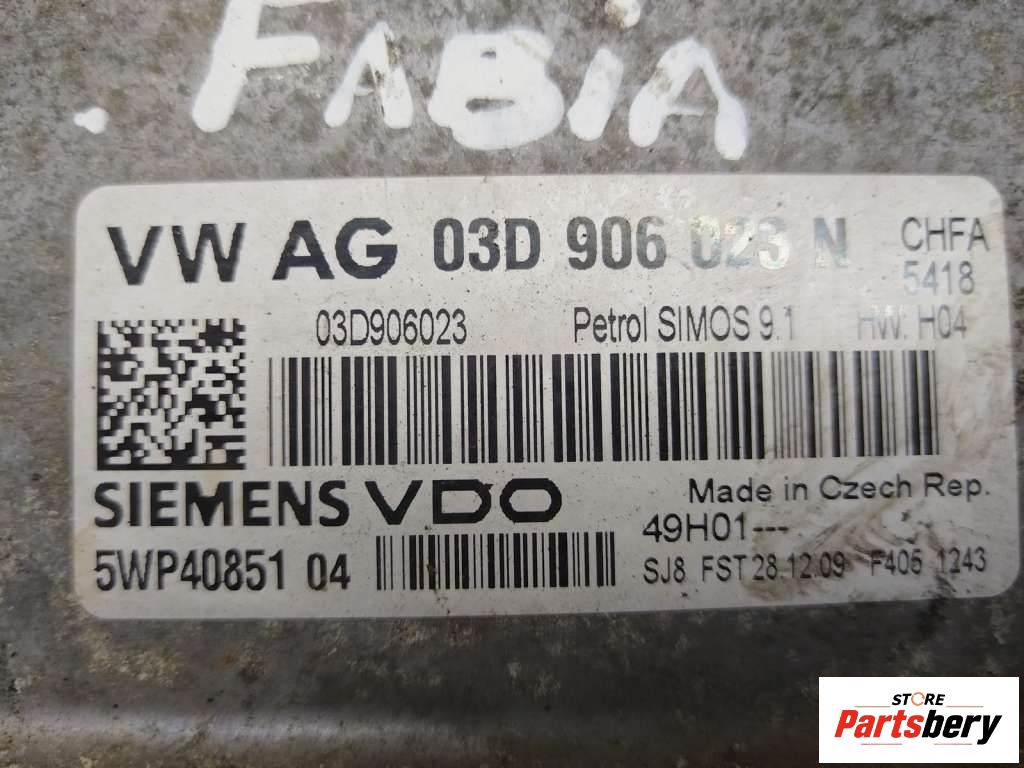 FABIA
VW AG 03D 906 023 N
CHFA
5418
03D906023 Petrol SIMOS 9.1 HW: H04
SIEMENS VDO
Made in Czech Rep.
49H01---
5WP40851 04
SJ8 FST 28.12.09 F405 1243
STORE
Partsbery